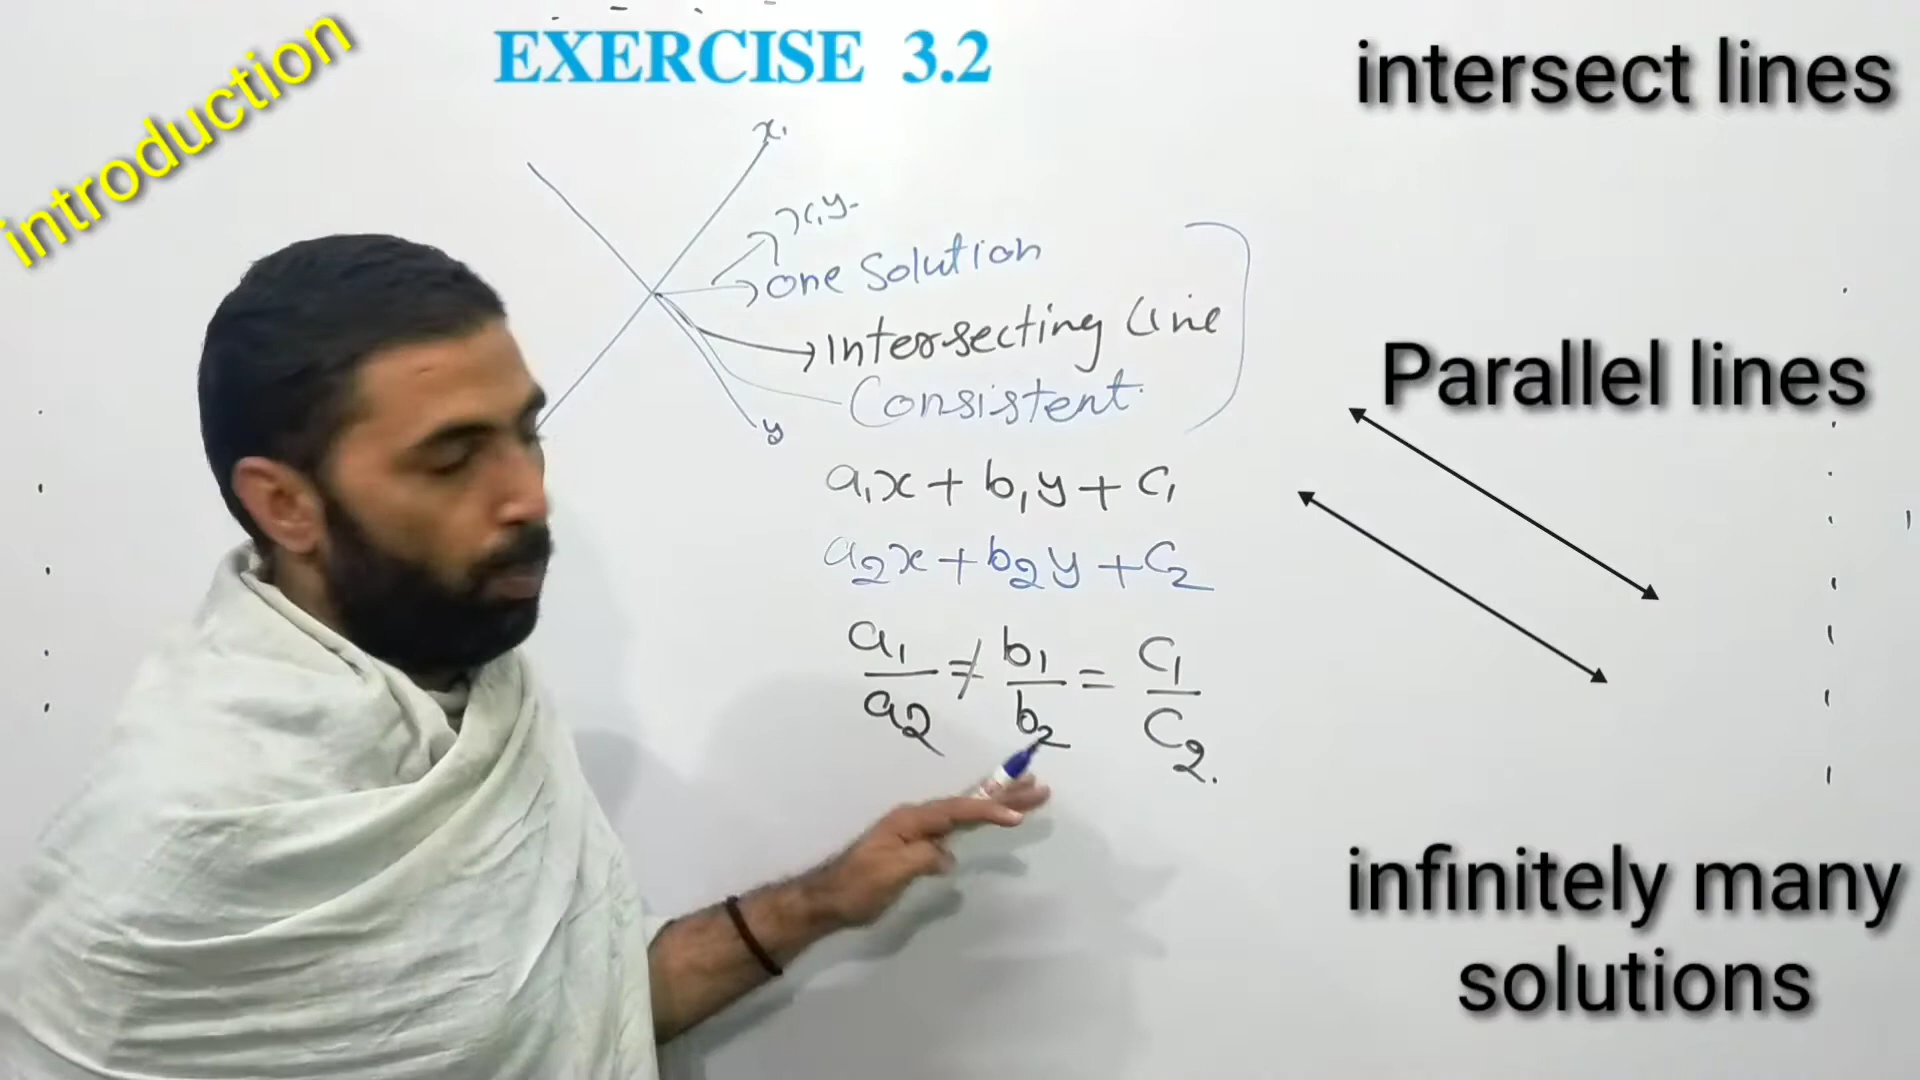 introduction
EXERCISE 3.2
x,
x,y-
one Solution
Intersecting Line
Consistent
y
a₁x + b₁y + c₁
a₂x + b₂y + c₂
a₁/a₂ ≠ b₁/b₂ = c₁/c₂.
intersect lines
Parallel lines
infinitely many
solutions